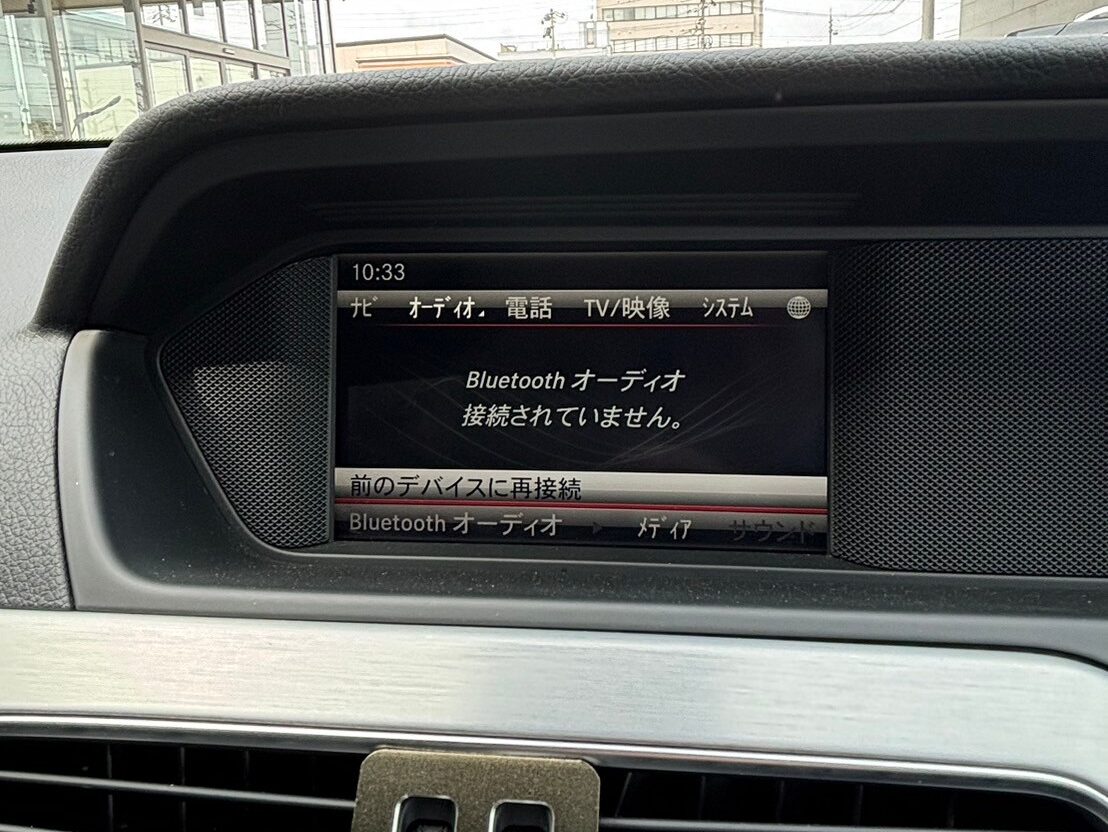 10:33
ナビ オーディオ 電話 TV/映像 システム
Bluetooth オーディオ
接続されていません。
前のデバイスに再接続
Bluetooth オーディオ メディア サウンド